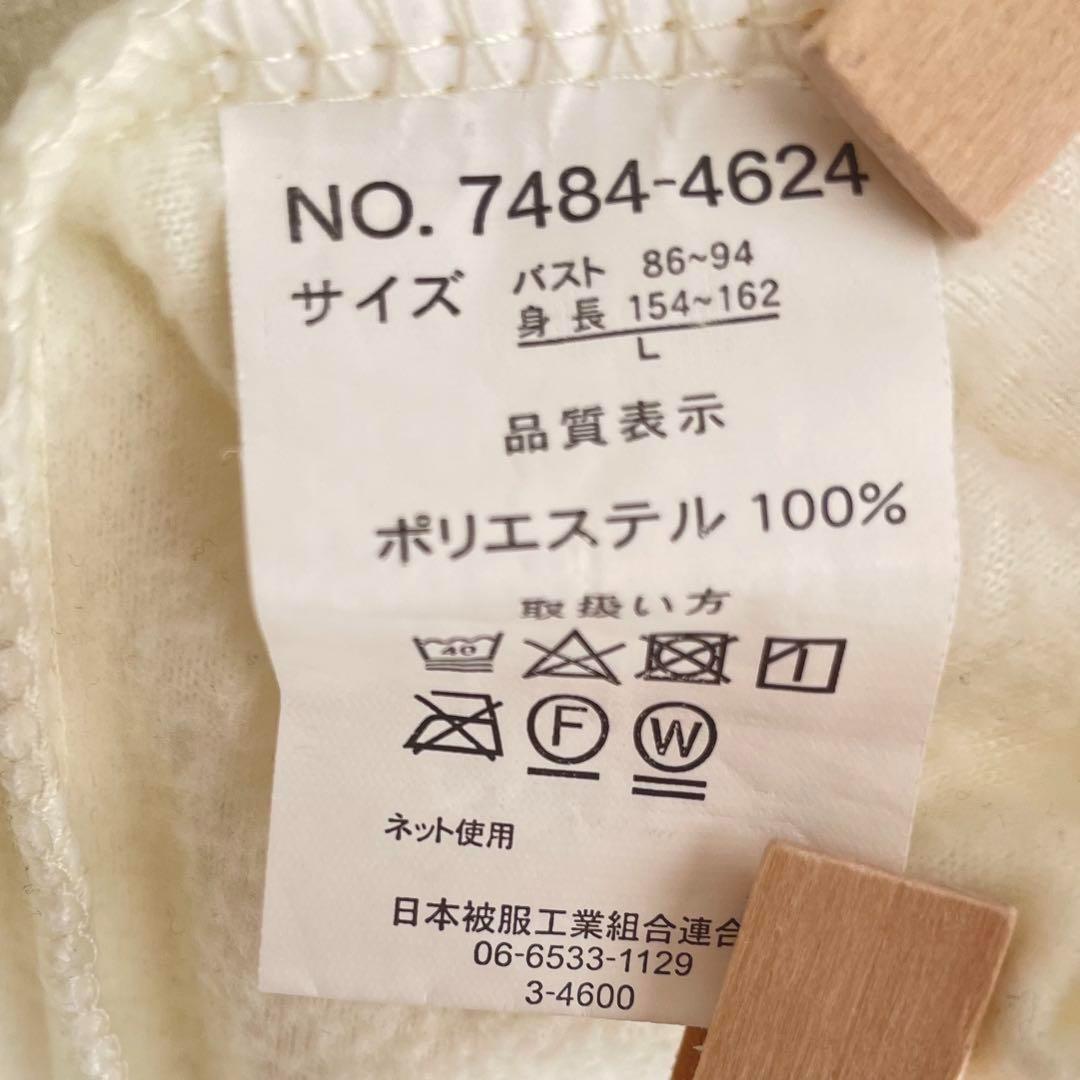 NO. 7484-4624
サイズ
バスト 86~94
身長 154~162
L
品質表示
ポリエステル 100%
取扱い方
40
F W
ネット使用
日本被服工業組合連合
06-6533-1129
3-4600